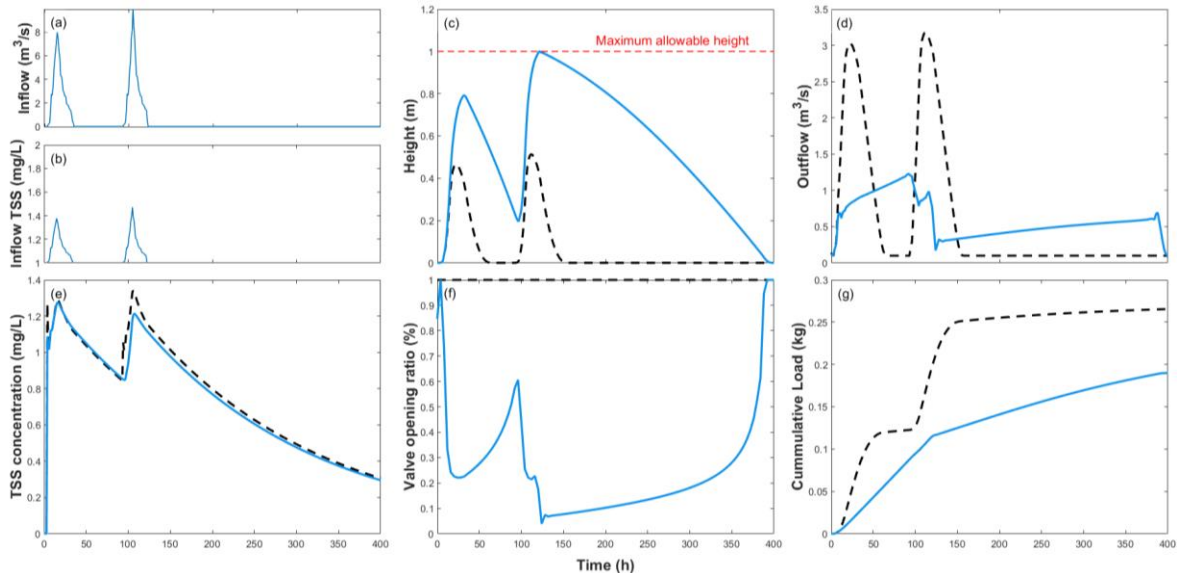 (a)
Inflow (m³/s)
8
6
4
2
0
(b)
Inflow TSS (mg/L)
2
1.8
1.6
1.4
1.2
1
(e)
TSS concentration (mg/L)
1.4
1.2
1
0.8
0.6
0.4
0.2
0
0 50 100 150 200 250 300 350 400
(c)
Maximum allowable height
Height (m)
1
0.8
0.6
0.4
0.2
0
(f)
Valve opening ratio (%)
1
0.9
0.8
0.7
0.6
0.5
0.4
0.3
0.2
0.1
0
0 50 100 150 200 250 300 350 400
Time (h)
(d)
Outflow (m³/s)
3.5
3
2.5
2
1.5
1
0.5
0
(g)
Cummulative Load (kg)
0.3
0.25
0.2
0.15
0.1
0.05
0
0 50 100 150 200 250 300 350 400